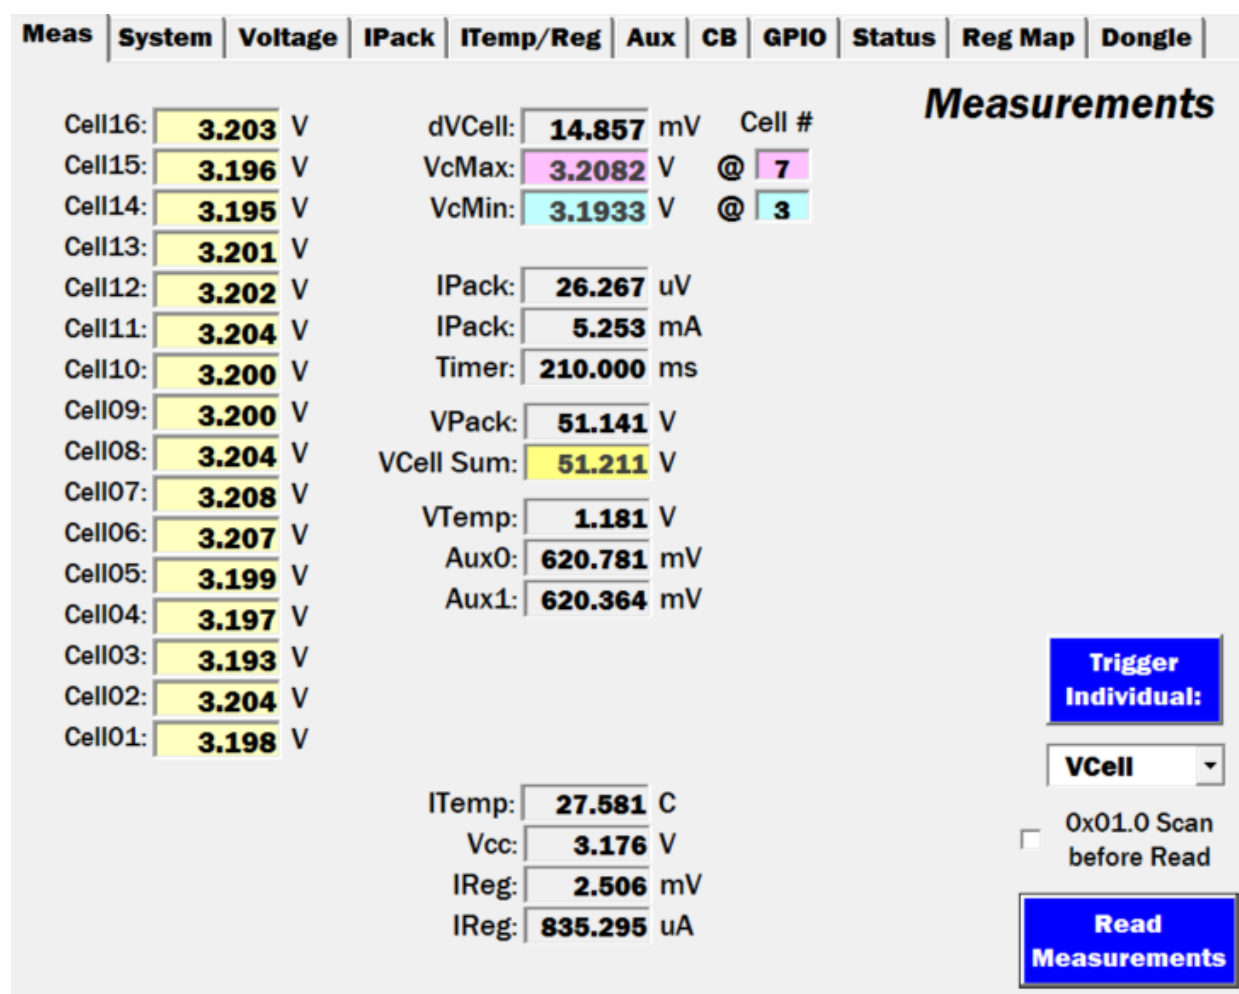 Meas System Voltage IPack ITemp/Reg Aux CB GPIO Status Reg Map Dongle
Measurements
Cell16: 3.203 V
Cell15: 3.196 V
Cell14: 3.195 V
Cell13: 3.201 V
Cell12: 3.202 V
Cell11: 3.204 V
Cell10: 3.200 V
Cell09: 3.200 V
Cell08: 3.204 V
Cell07: 3.208 V
Cell06: 3.207 V
Cell05: 3.199 V
Cell04: 3.197 V
Cell03: 3.193 V
Cell02: 3.204 V
Cell01: 3.198 V
dVCell: 14.857 mV Cell #
VcMax: 3.2082 V @ 7
VcMin: 3.1933 V @ 3
IPack: 26.267 uV
IPack: 5.253 mA
Timer: 210.000 ms
VPack: 51.141 V
VCell Sum: 51.211 V
VTemp: 1.181 V
Aux0: 620.781 mV
Aux1: 620.364 mV
ITemp: 27.581 C
Vcc: 3.176 V
IReg: 2.506 mV
IReg: 835.295 uA
Trigger
Individual:
VCell
0x01.0 Scan
before Read
Read
Measurements